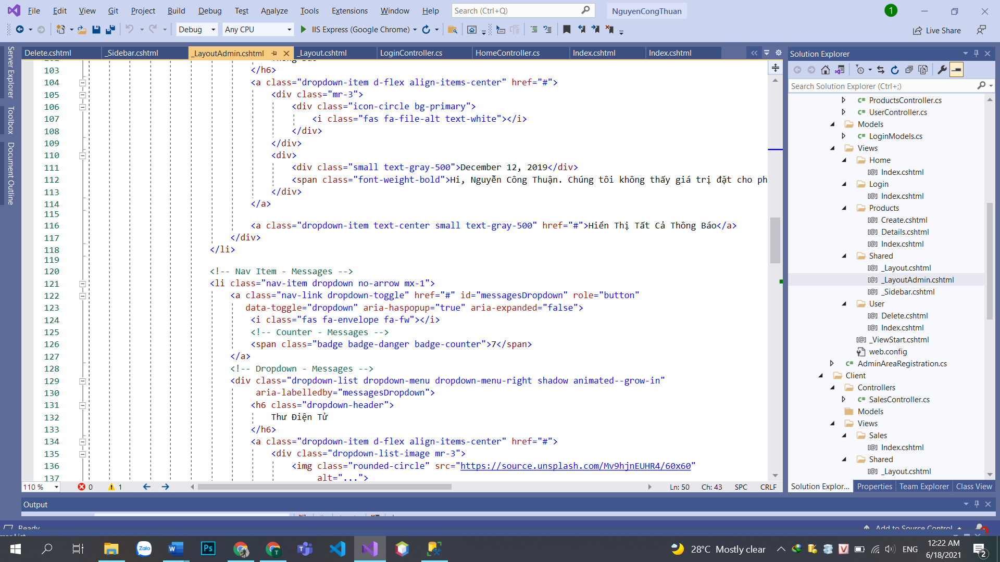 File Edit View Git Project Build Debug Test Analyze Tools Extensions Window Help Search (Ctrl+Q) NguyenCongThuan 1
Debug Any CPU IIS Express (Google Chrome) Live Share
Server Explorer
Toolbox
Document Outline
Delete.cshtml _Sidebar.cshtml _LayoutAdmin.cshtml _Layout.cshtml LoginController.cs HomeController.cs Index.cshtml Index.cshtml
103 </h6>
104 <a class="dropdown-item d-flex align-items-center" href="#">
105 <div class="mr-3">
106 <div class="icon-circle bg-primary">
107 <i class="fas fa-file-alt text-white"></i>
108 </div>
109 </div>
110 <div>
111 <div class="small text-gray-500">December 12, 2019</div>
112 <span class="font-weight-bold">Hi, Nguyễn Công Thuận. Chúng tôi không thấy giá trị đặt cho ph
113 </div>
114 </a>
115
116 <a class="dropdown-item text-center small text-gray-500" href="#">Hiển Thị Tất Cả Thông Báo</a>
117 </div>
118 </li>
119
120 <!-- Nav Item - Messages -->
121 <li class="nav-item dropdown no-arrow mx-1">
122 <a class="nav-link dropdown-toggle" href="#" id="messagesDropdown" role="button"
123 data-toggle="dropdown" aria-haspopup="true" aria-expanded="false">
124 <i class="fas fa-envelope fa-fw"></i>
125 <!-- Counter - Messages -->
126 <span class="badge badge-danger badge-counter">7</span>
127 </a>
128 <!-- Dropdown - Messages -->
129 <div class="dropdown-list dropdown-menu dropdown-menu-right shadow animated--grow-in"
130 aria-labelledby="messagesDropdown">
131 <h6 class="dropdown-header">
132 Thư Điện Tử
133 </h6>
134 <a class="dropdown-item d-flex align-items-center" href="#">
135 <div class="dropdown-list-image mr-3">
136 <img class="rounded-circle" src="https://source.unsplash.com/Mv9hjnEUHR4/60x60"
137 alt="...">
110 % 0 1 Ln: 50 Ch: 43 SPC CRLF
Solution Explorer
Search Solution Explorer (Ctrl+;)
C# ProductsController.cs
C# UserController.cs
Models
C# LoginModels.cs
Views
Home
[@] Index.cshtml
Login
[@] Index.cshtml
Products
[@] Create.cshtml
[@] Details.cshtml
[@] Index.cshtml
Shared
[@] _Layout.cshtml
[@] _LayoutAdmin.cshtml
[@] _Sidebar.cshtml
User
[@] Delete.cshtml
[@] Index.cshtml
[@] _ViewStart.cshtml
web.config
C# AdminAreaRegistration.cs
Client
Controllers
C# SalesController.cs
Models
Views
Sales
[@] Index.cshtml
Shared
[@] _Layout.cshtml
Solution Explor... Properties Team Explorer Class View
Output
Ready Add to Source Control
Zalo W Ps T
28°C Mostly clear ENG
12:22 AM
6/18/2021
2